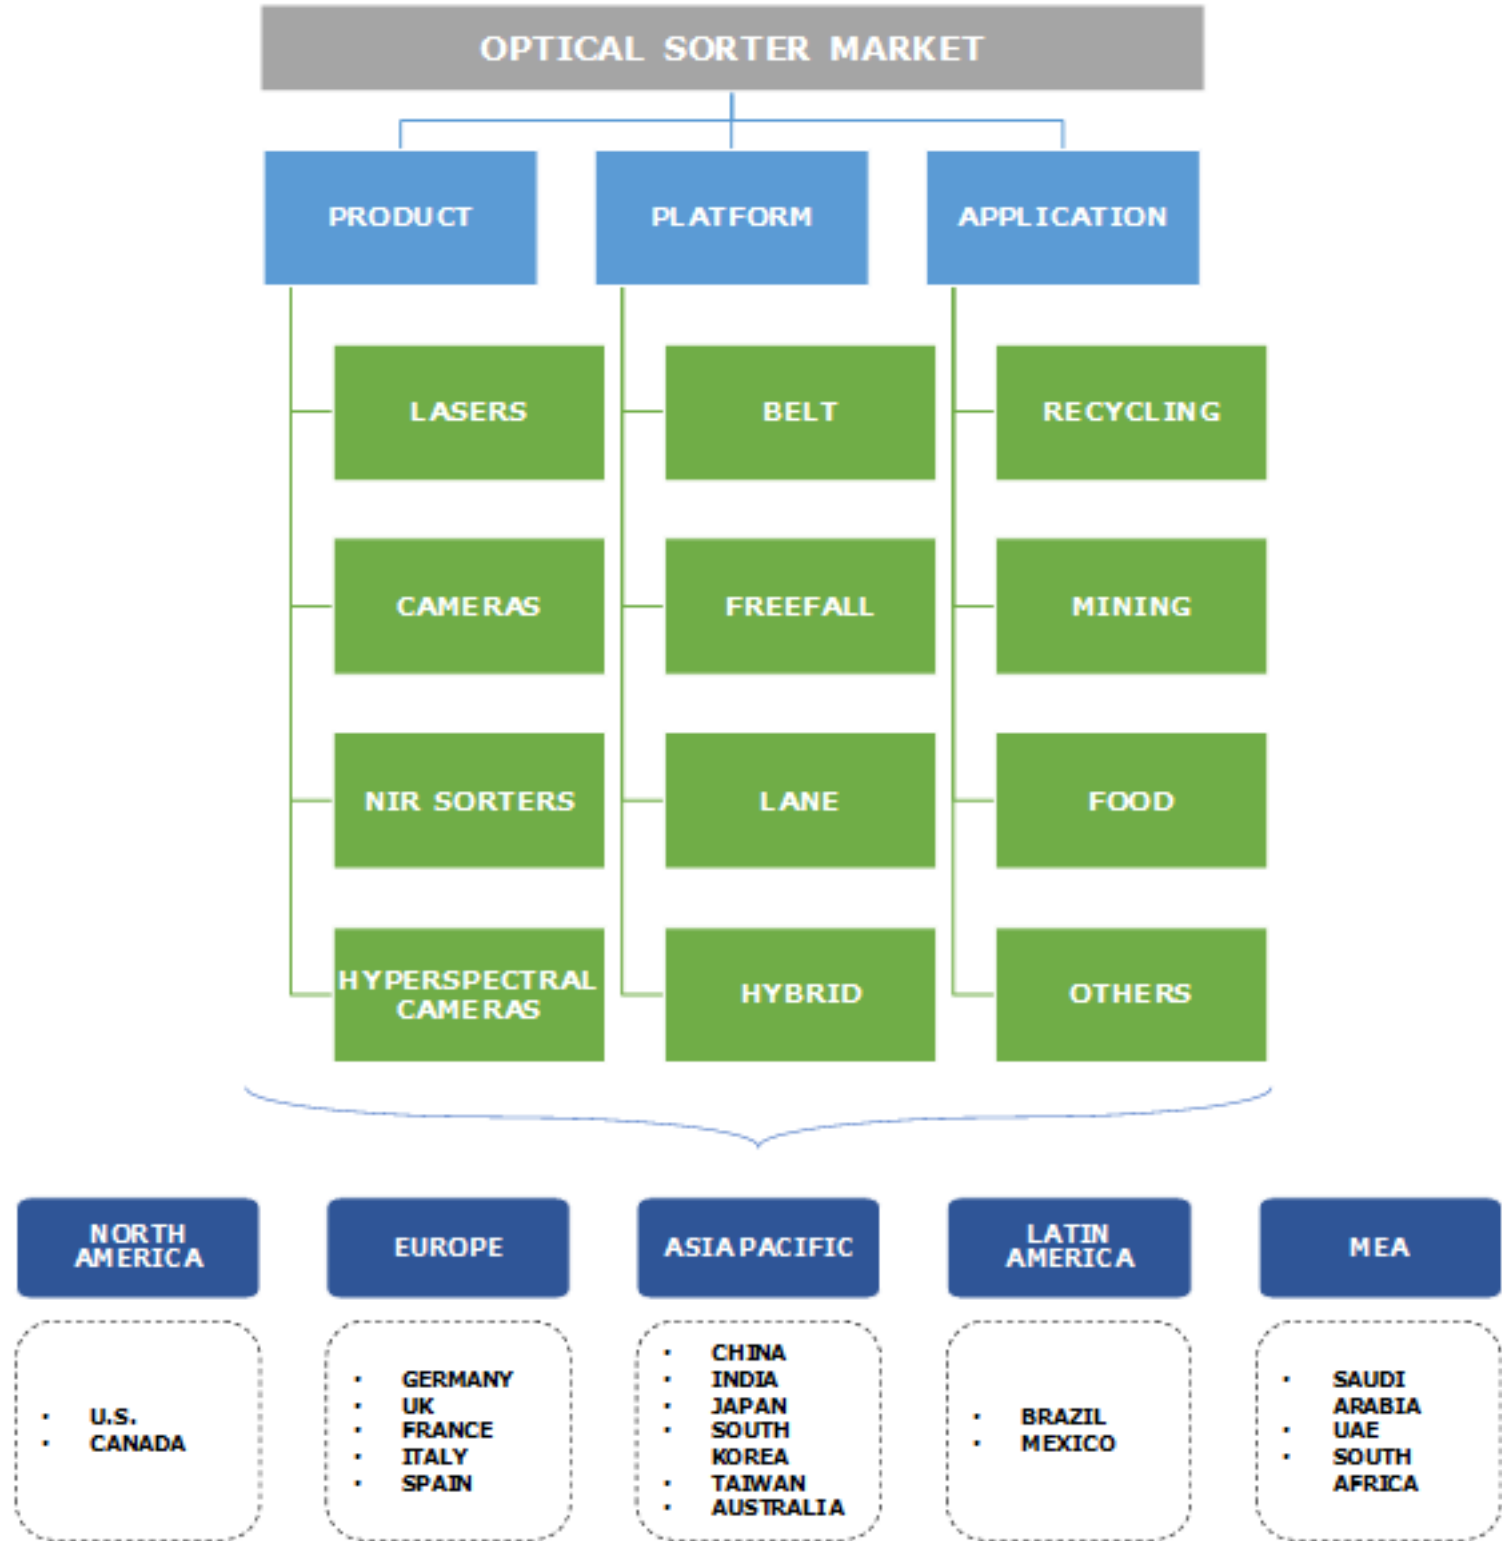 OPTICAL SORTER MARKET
PRODUCT
PLATFORM
APPLICATION
LASERS
BELT
RECYCLING
CAMERAS
FREEFALL
MINING
NIR SORTERS
LANE
FOOD
HYPERSPECTRAL
CAMERAS
HYBRID
OTHERS
NORTH
AMERICA
EUROPE
ASIA PACIFIC
LATIN
AMERICA
MEA
· U.S.
· CANADA
· GERMANY
· UK
· FRANCE
· ITALY
· SPAIN
· CHINA
· INDIA
· JAPAN
· SOUTH
KOREA
· TAIWAN
· AUSTRALIA
· BRAZIL
· MEXICO
· SAUDI
ARABIA
· UAE
· SOUTH
AFRICA